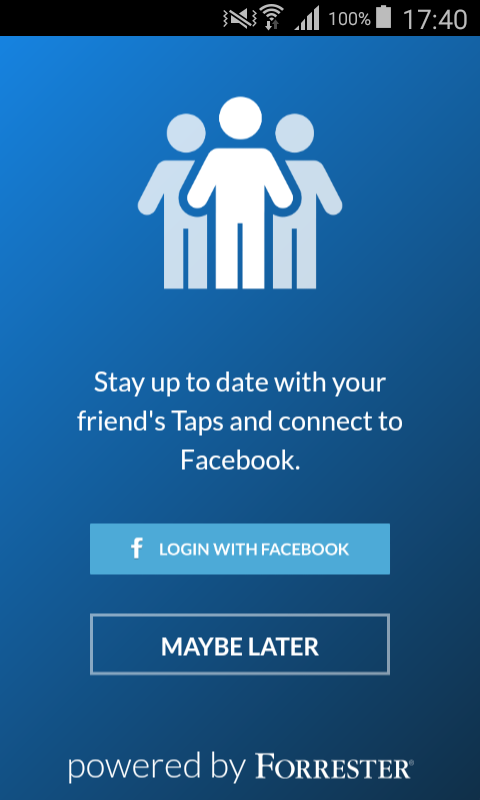 100% 17:40
Stay up to date with your
friend's Taps and connect to
Facebook.
f LOGIN WITH FACEBOOK
MAYBE LATER
powered by FORRESTER®